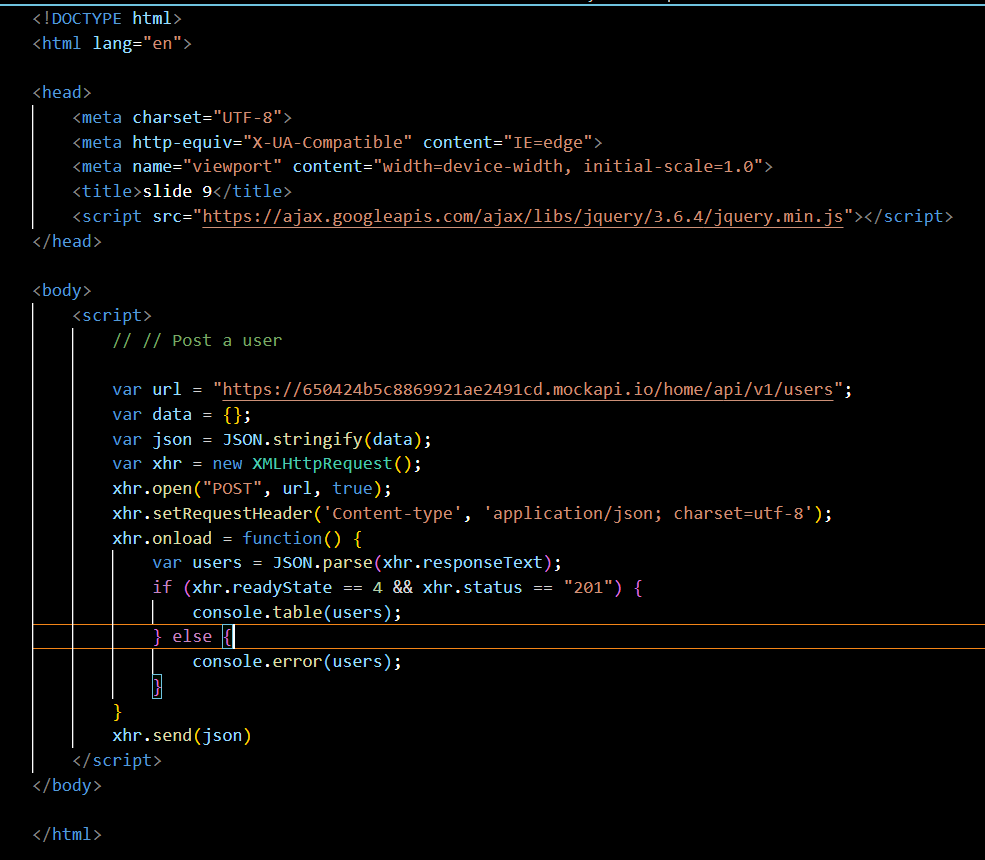 <!DOCTYPE html>
<html lang="en">
<head>
<meta charset="UTF-8">
<meta http-equiv="X-UA-Compatible" content="IE=edge">
<meta name="viewport" content="width=device-width, initial-scale=1.0">
<title>slide 9</title>
<script src="https://ajax.googleapis.com/ajax/libs/jquery/3.6.4/jquery.min.js"></script>
</head>
<body>
<script>
// // Post a user
var url = "https://650424b5c8869921ae2491cd.mockapi.io/home/api/v1/users";
var data = {};
var json = JSON.stringify(data);
var xhr = new XMLHttpRequest();
xhr.open("POST", url, true);
xhr.setRequestHeader('Content-type', 'application/json; charset=utf-8');
xhr.onload = function() {
var users = JSON.parse(xhr.responseText);
if (xhr.readyState == 4 && xhr.status == "201") {
console.table(users);
} else {
console.error(users);
}
}
xhr.send(json)
</script>
</body>
</html>